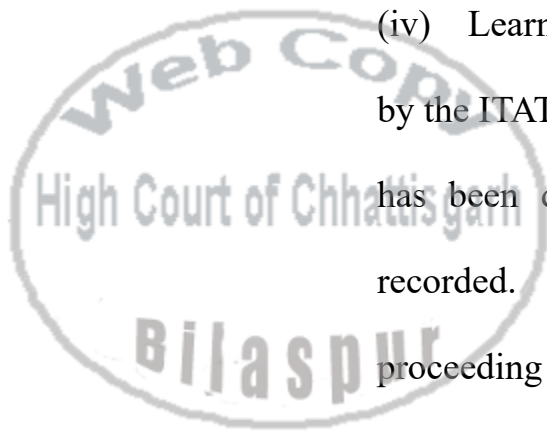 (iv) Learn
Web Copy
by the ITAT
High Court of Chhattisgarh
has been
recorded.
Bilaspur
proceeding